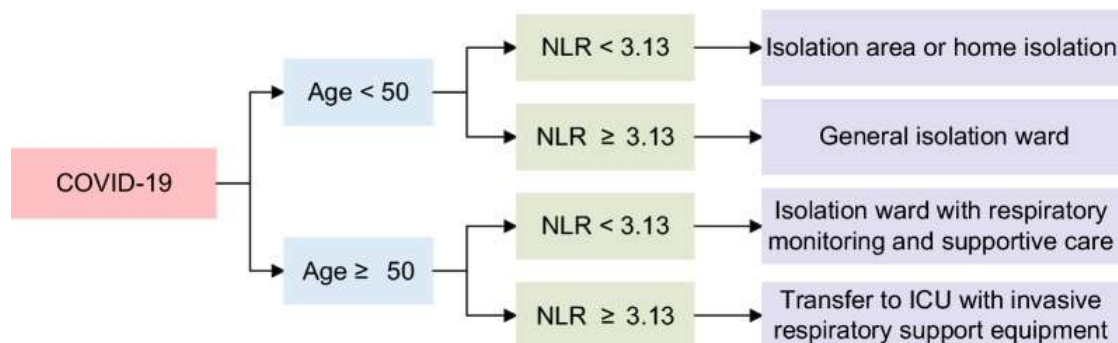 COVID-19
Age < 50
Age ≥ 50
NLR < 3.13
NLR ≥ 3.13
NLR < 3.13
NLR ≥ 3.13
Isolation area or home isolation
General isolation ward
Isolation ward with respiratory
monitoring and supportive care
Transfer to ICU with invasive
respiratory support equipment